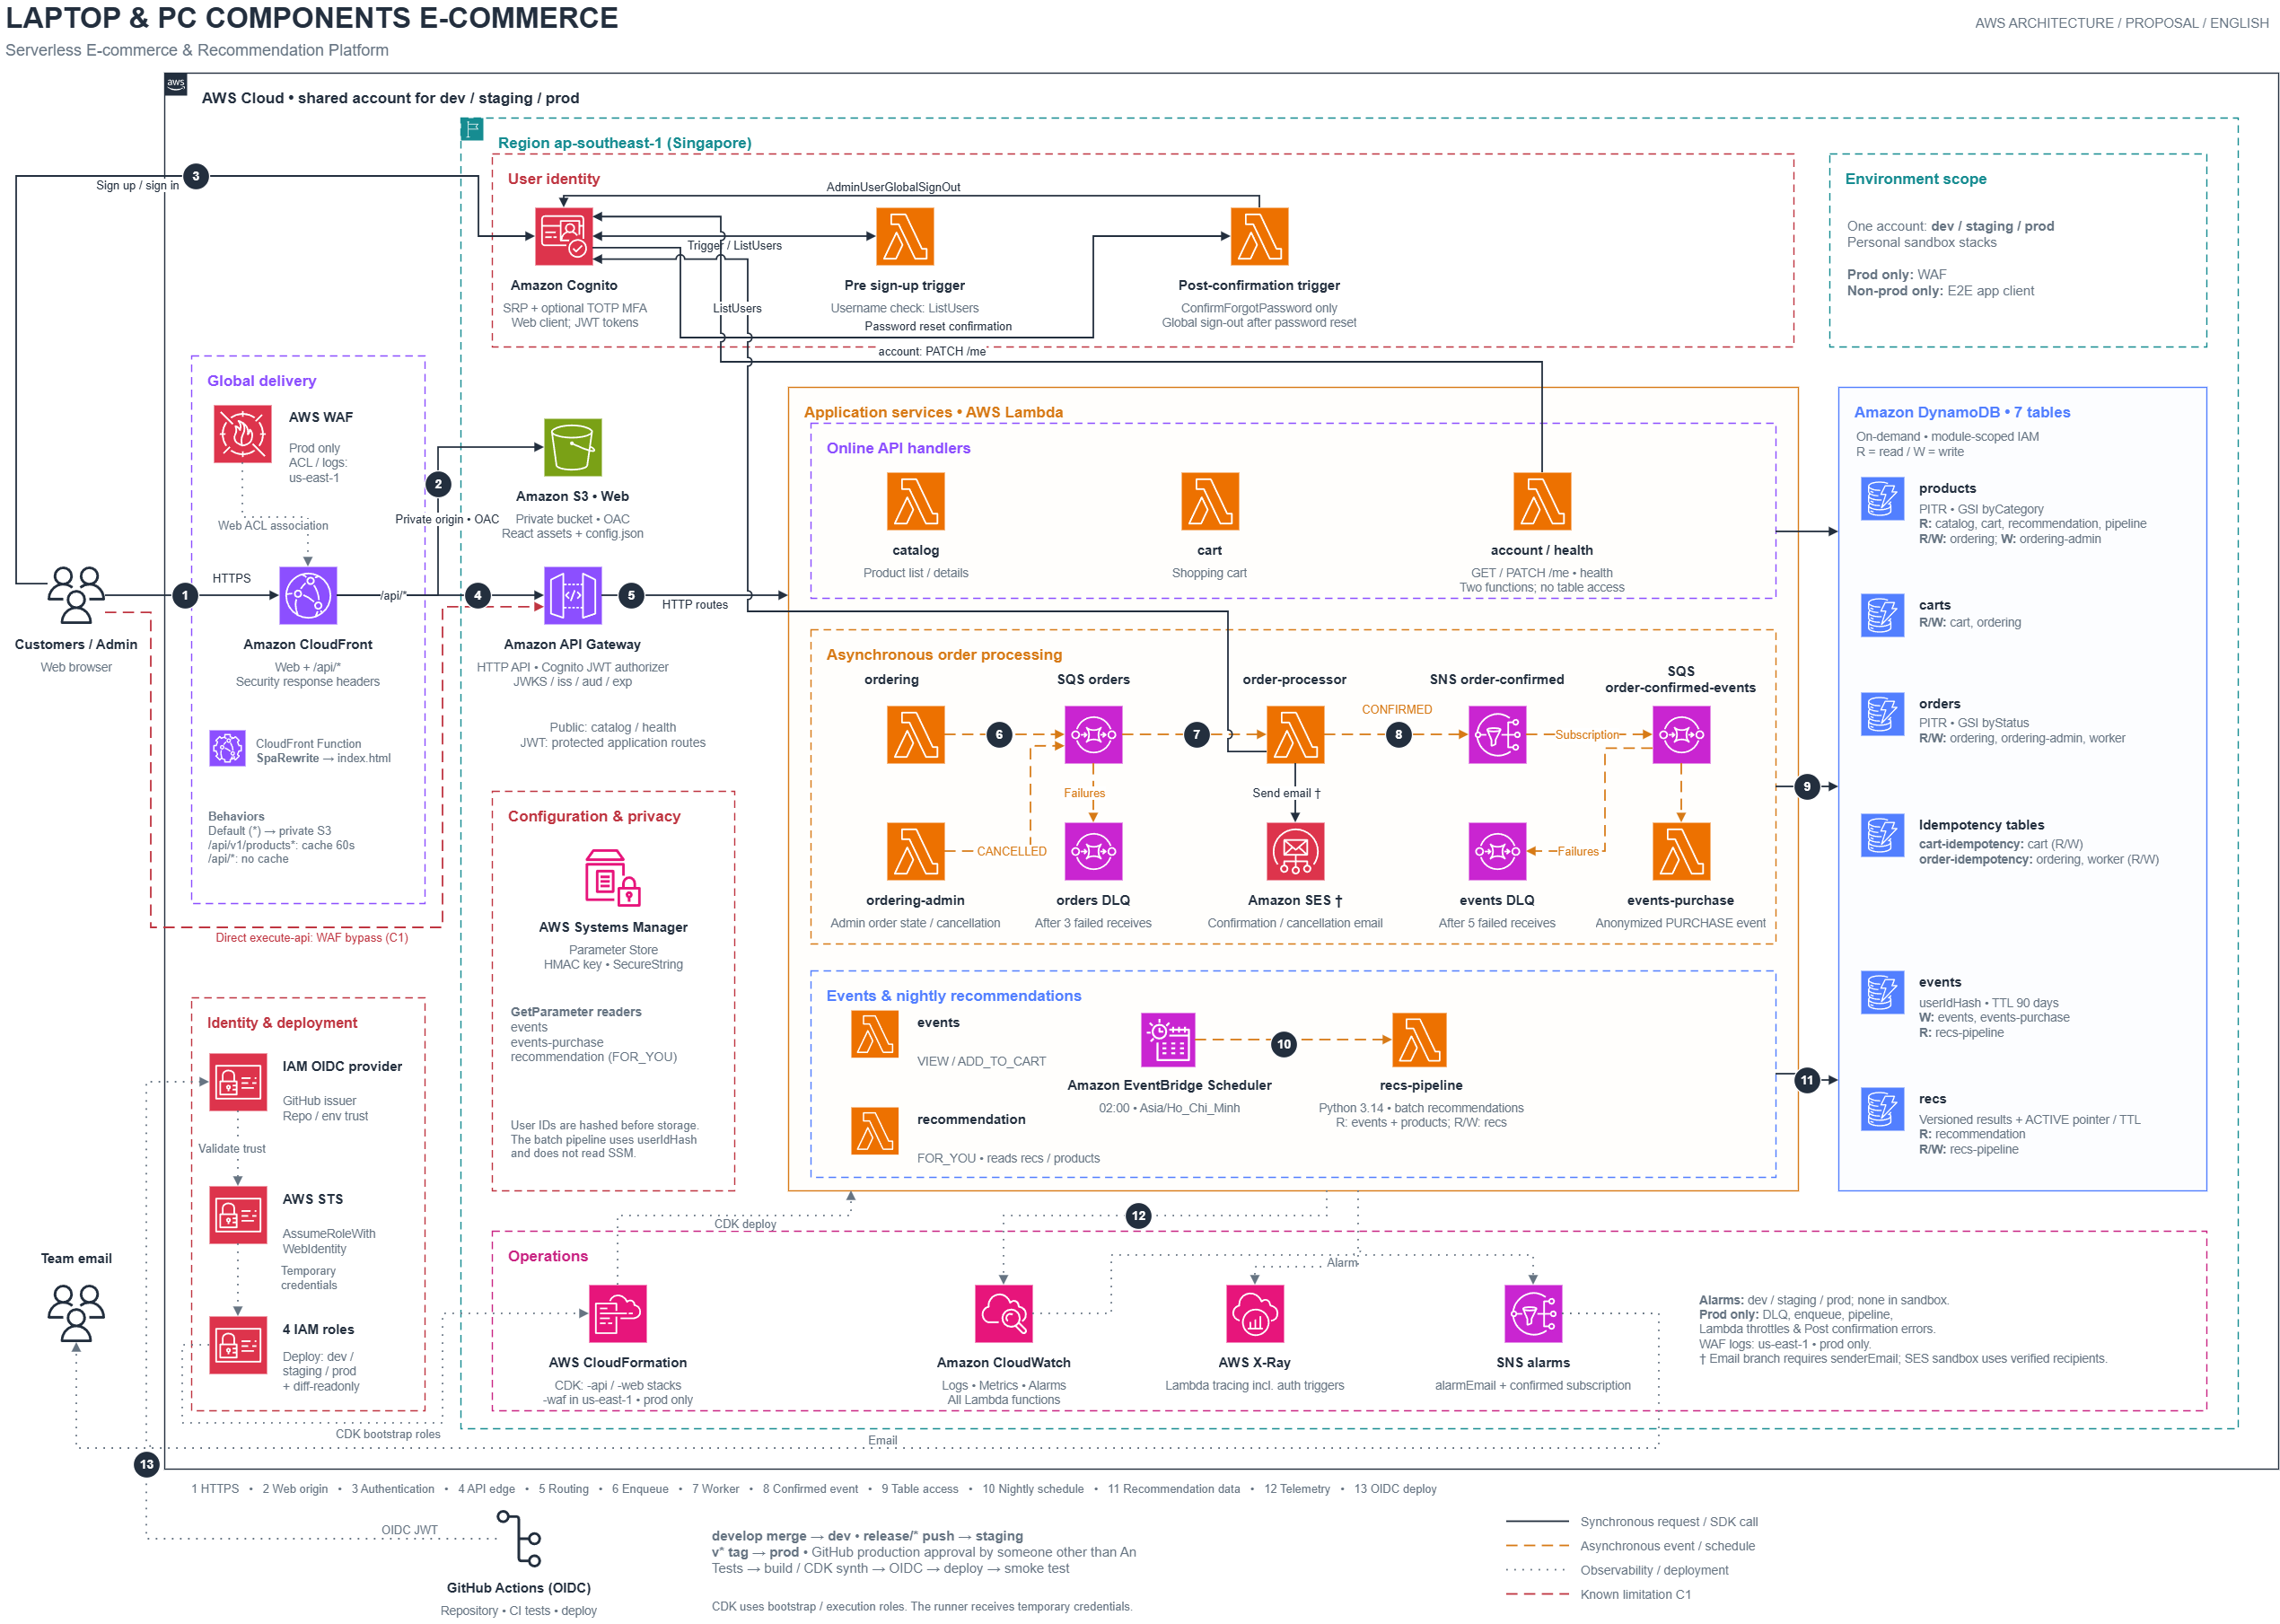 LAPTOP & PC COMPONENTS E-COMMERCE
Serverless E-commerce & Recommendation Platform
AWS ARCHITECTURE / PROPOSAL / ENGLISH
aws
AWS Cloud • shared account for dev / staging / prod
Region ap-southeast-1 (Singapore)
3
Sign up / sign in
User identity
AdminUserGlobalSignOut
Trigger / ListUsers
Amazon Cognito
SRP + optional TOTP MFA
Web client; JWT tokens
ListUsers
Pre sign-up trigger
Username check: ListUsers
Password reset confirmation
Post-confirmation trigger
ConfirmForgotPassword only
Global sign-out after password reset
account: PATCH /me
Environment scope
One account: dev / staging / prod
Personal sandbox stacks
Prod only: WAF
Non-prod only: E2E app client
Global delivery
AWS WAF
Prod only
ACL / logs:
us-east-1
Web ACL association
2
Private origin • OAC
Amazon S3 • Web
Private bucket • OAC
React assets + config.json
Customers / Admin
Web browser
1
HTTPS
Amazon CloudFront
Web + /api/*
Security response headers
/api/*
4
Amazon API Gateway
HTTP API • Cognito JWT authorizer
JWKS / iss / aud / exp
Public: catalog / health
JWT: protected application routes
5
HTTP routes
CloudFront Function
SpaRewrite → index.html
Behaviors
Default (*) → private S3
/api/v1/products*: cache 60s
/api/*: no cache
Direct execute-api: WAF bypass (C1)
Configuration & privacy
AWS Systems Manager
Parameter Store
HMAC key • SecureString
GetParameter readers
events
events-purchase
recommendation (FOR_YOU)
User IDs are hashed before storage.
The batch pipeline uses userIdHash
and does not read SSM.
Application services • AWS Lambda
Online API handlers
catalog
Product list / details
cart
Shopping cart
account / health
GET / PATCH /me • health
Two functions; no table access
Asynchronous order processing
ordering
SQS orders
order-processor
SNS order-confirmed
SQS
order-confirmed-events
6
7
CONFIRMED
8
Subscription
Failures
Send email †
CANCELLED
Failures
ordering-admin
Admin order state / cancellation
orders DLQ
After 3 failed receives
Amazon SES †
Confirmation / cancellation email
events DLQ
After 5 failed receives
events-purchase
Anonymized PURCHASE event
Events & nightly recommendations
events
VIEW / ADD_TO_CART
recommendation
FOR_YOU • reads recs / products
Amazon EventBridge Scheduler
02:00 • Asia/Ho_Chi_Minh
10
recs-pipeline
Python 3.14 • batch recommendations
R: events + products; R/W: recs
9
11
Amazon DynamoDB • 7 tables
On-demand • module-scoped IAM
R = read / W = write
products
PITR • GSI byCategory
R: catalog, cart, recommendation, pipeline
R/W: ordering; W: ordering-admin
carts
R/W: cart, ordering
orders
PITR • GSI byStatus
R/W: ordering, ordering-admin, worker
Idempotency tables
cart-idempotency: cart (R/W)
order-idempotency: ordering, worker (R/W)
events
userIdHash • TTL 90 days
W: events, events-purchase
R: recs-pipeline
recs
Versioned results + ACTIVE pointer / TTL
R: recommendation
R/W: recs-pipeline
Identity & deployment
IAM OIDC provider
GitHub issuer
Repo / env trust
Validate trust
AWS STS
AssumeRoleWith
WebIdentity
Temporary
credentials
4 IAM roles
Deploy: dev /
staging / prod
+ diff-readonly
CDK bootstrap roles
Team email
CDK deploy
12
Operations
Alarm
AWS CloudFormation
CDK: -api / -web stacks
-waf in us-east-1 • prod only
Amazon CloudWatch
Logs • Metrics • Alarms
All Lambda functions
AWS X-Ray
Lambda tracing incl. auth triggers
SNS alarms
alarmEmail + confirmed subscription
Alarms: dev / staging / prod; none in sandbox.
Prod only: DLQ, enqueue, pipeline,
Lambda throttles & Post confirmation errors.
WAF logs: us-east-1 • prod only.
† Email branch requires senderEmail; SES sandbox uses verified recipients.
Email
13
1 HTTPS • 2 Web origin • 3 Authentication • 4 API edge • 5 Routing • 6 Enqueue • 7 Worker • 8 Confirmed event • 9 Table access • 10 Nightly schedule • 11 Recommendation data • 12 Telemetry • 13 OIDC deploy
OIDC JWT
GitHub Actions (OIDC)
Repository • CI tests • deploy
develop merge → dev • release/* push → staging
v* tag → prod • GitHub production approval by someone other than An
Tests → build / CDK synth → OIDC → deploy → smoke test
CDK uses bootstrap / execution roles. The runner receives temporary credentials.
Synchronous request / SDK call
Asynchronous event / schedule
Observability / deployment
Known limitation C1